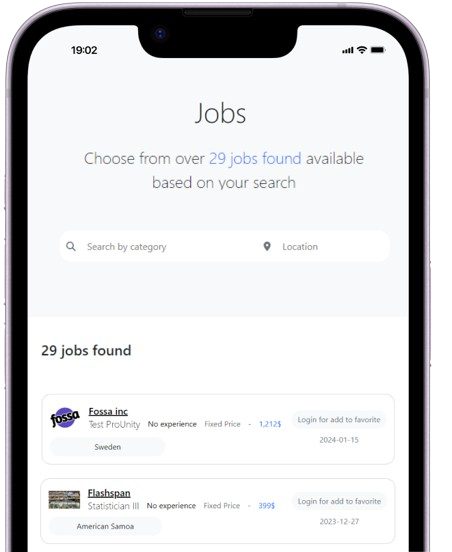 19:02
Jobs
Choose from over 29 jobs found available
based on your search
Search by category
Location
29 jobs found
fossa
Fossa inc
Test ProUnity No experience Fixed Price - 1,212$
Sweden
Login for add to favorite
2024-01-15
Flashspan
Statistician III No experience Fixed Price - 399$
American Samoa
Login for add to favorite
2023-12-27